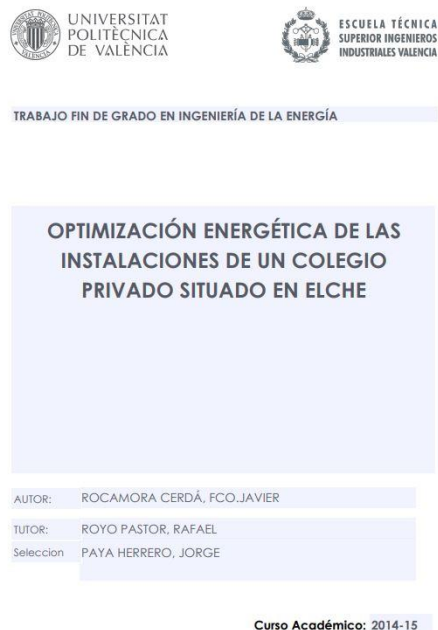 UNIVERSITAT
POLITÈCNICA
DE VALÈNCIA
ESCUELA TÉCNICA
SUPERIOR INGENIEROS
INDUSTRIALES VALENCIA
TRABAJO FIN DE GRADO EN INGENIERÍA DE LA ENERGÍA
OPTIMIZACIÓN ENERGÉTICA DE LAS
INSTALACIONES DE UN COLEGIO
PRIVADO SITUADO EN ELCHE
AUTOR: ROCAMORA CERDÁ, FCO.JAVIER
TUTOR: ROYO PASTOR, RAFAEL
Seleccion PAYA HERRERO, JORGE
Curso Académico: 2014-15